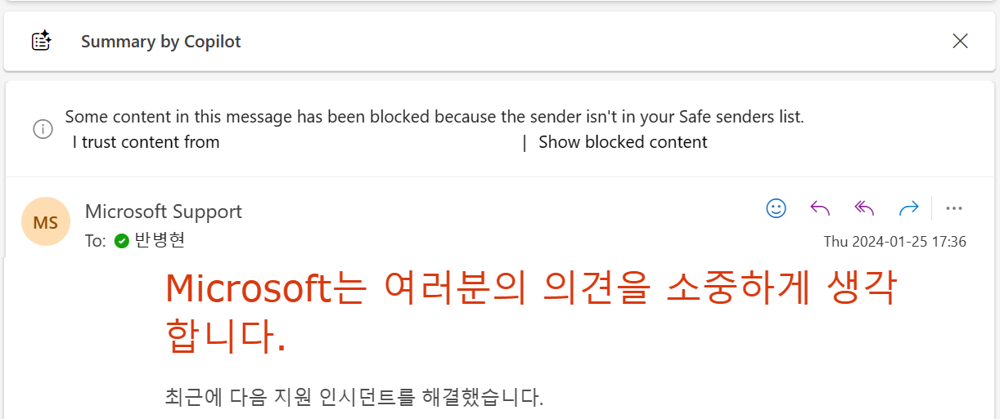 Summary by Copilot
Some content in this message has been blocked because the sender isn't in your Safe senders list.
I trust content from | Show blocked content
MS
Microsoft Support
To: 반병현
Thu 2024-01-25 17:36
Microsoft는 여러분의 의견을 소중하게 생각
합니다.
최근에 다음 지원 인시던트를 해결했습니다.